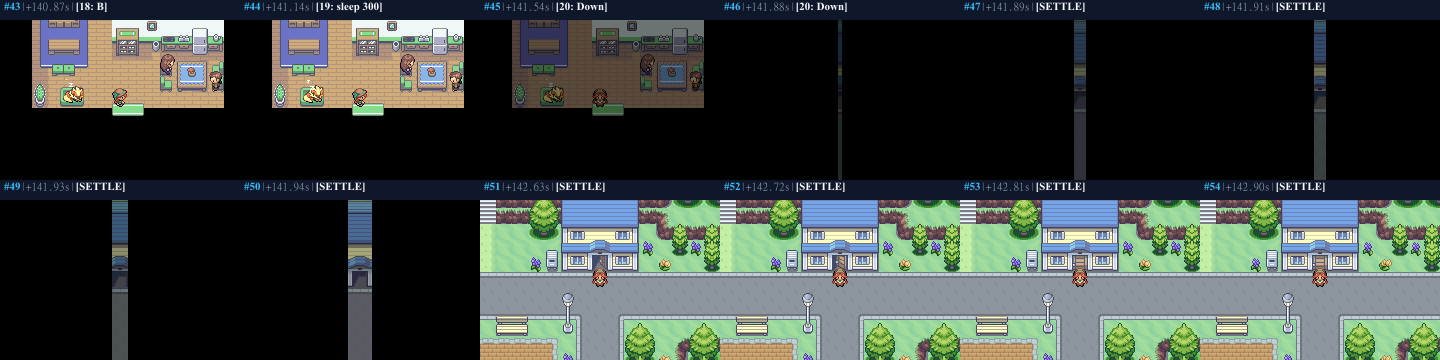 #43|+140.87s| [18: B]
#44|+141.14s| [19: sleep 300]
#45|+141.54s| [20: Down]
#46|+141.88s| [20: Down]
#47|+141.89s| [SETTLE]
#48|+141.91s| [SETTLE]
#49|+141.93s| [SETTLE]
#50|+141.94s| [SETTLE]
#51|+142.63s| [SETTLE]
#52|+142.72s| [SETTLE]
#53|+142.81s| [SETTLE]
#54|+142.90s| [SETTLE]